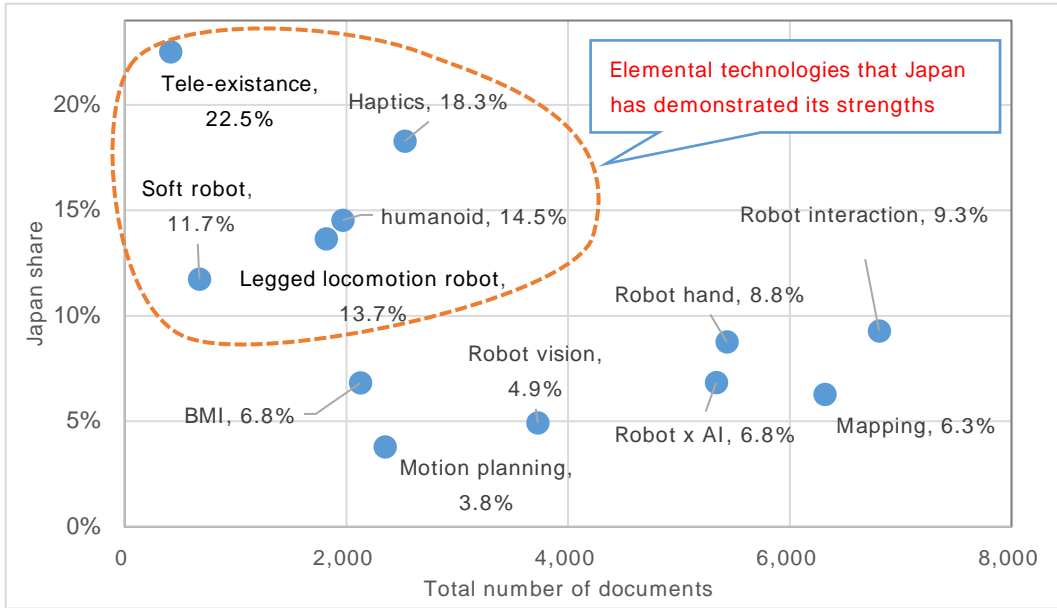 Elemental technologies that Japan
has demonstrated its strengths
Tele-existance,
22.5%
Haptics, 18.3%
Soft robot,
11.7%
humanoid, 14.5%
Legged locomotion robot,
13.7%
Robot interaction, 9.3%
Robot hand, 8.8%
Robot vision,
4.9%
BMI, 6.8%
Robot x AI, 6.8%
Mapping, 6.3%
Motion planning,
3.8%
20%
15%
10%
5%
0%
Japan share
0
2,000
4,000
6,000
8,000
Total number of documents